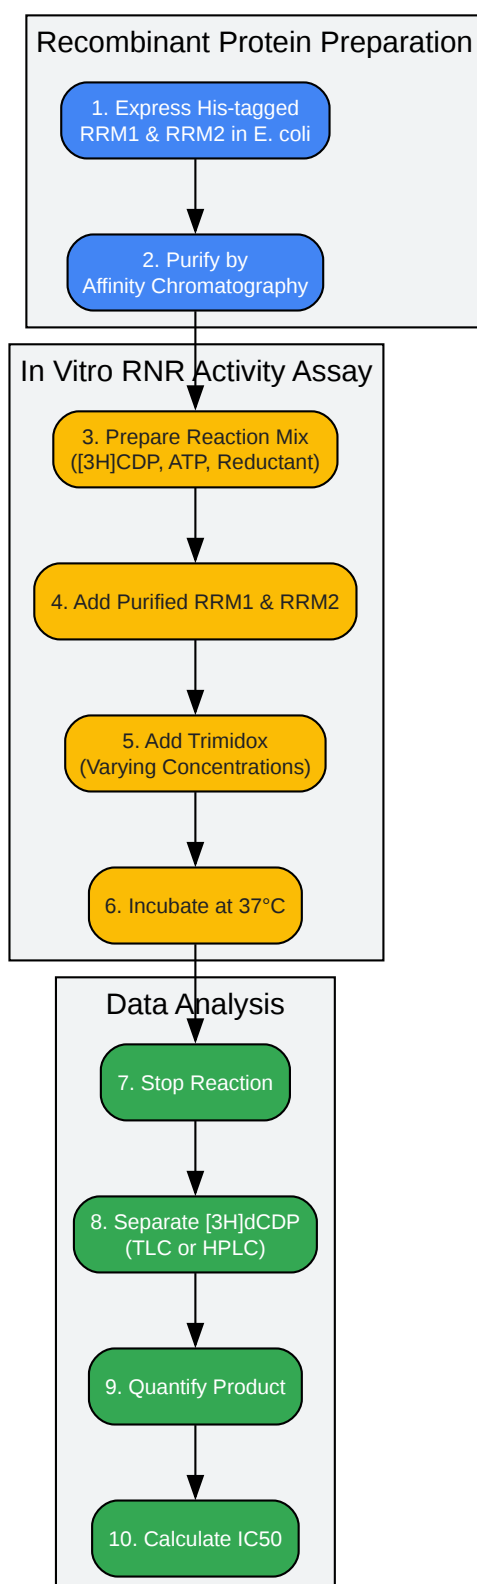 Recombinant Protein Preparation
1. Express His-tagged
RRM1 & RRM2 in E. coli
2. Purify by
Affinity Chromatography
In Vitro RNR Activity Assay
3. Prepare Reaction Mix
([3H]CDP, ATP, Reductant)
4. Add Purified RRM1 & RRM2
5. Add Trimidox
(Varying Concentrations)
6. Incubate at 37°C
Data Analysis
7. Stop Reaction
8. Separate [3H]dCDP
(TLC or HPLC)
9. Quantify Product
10. Calculate IC50